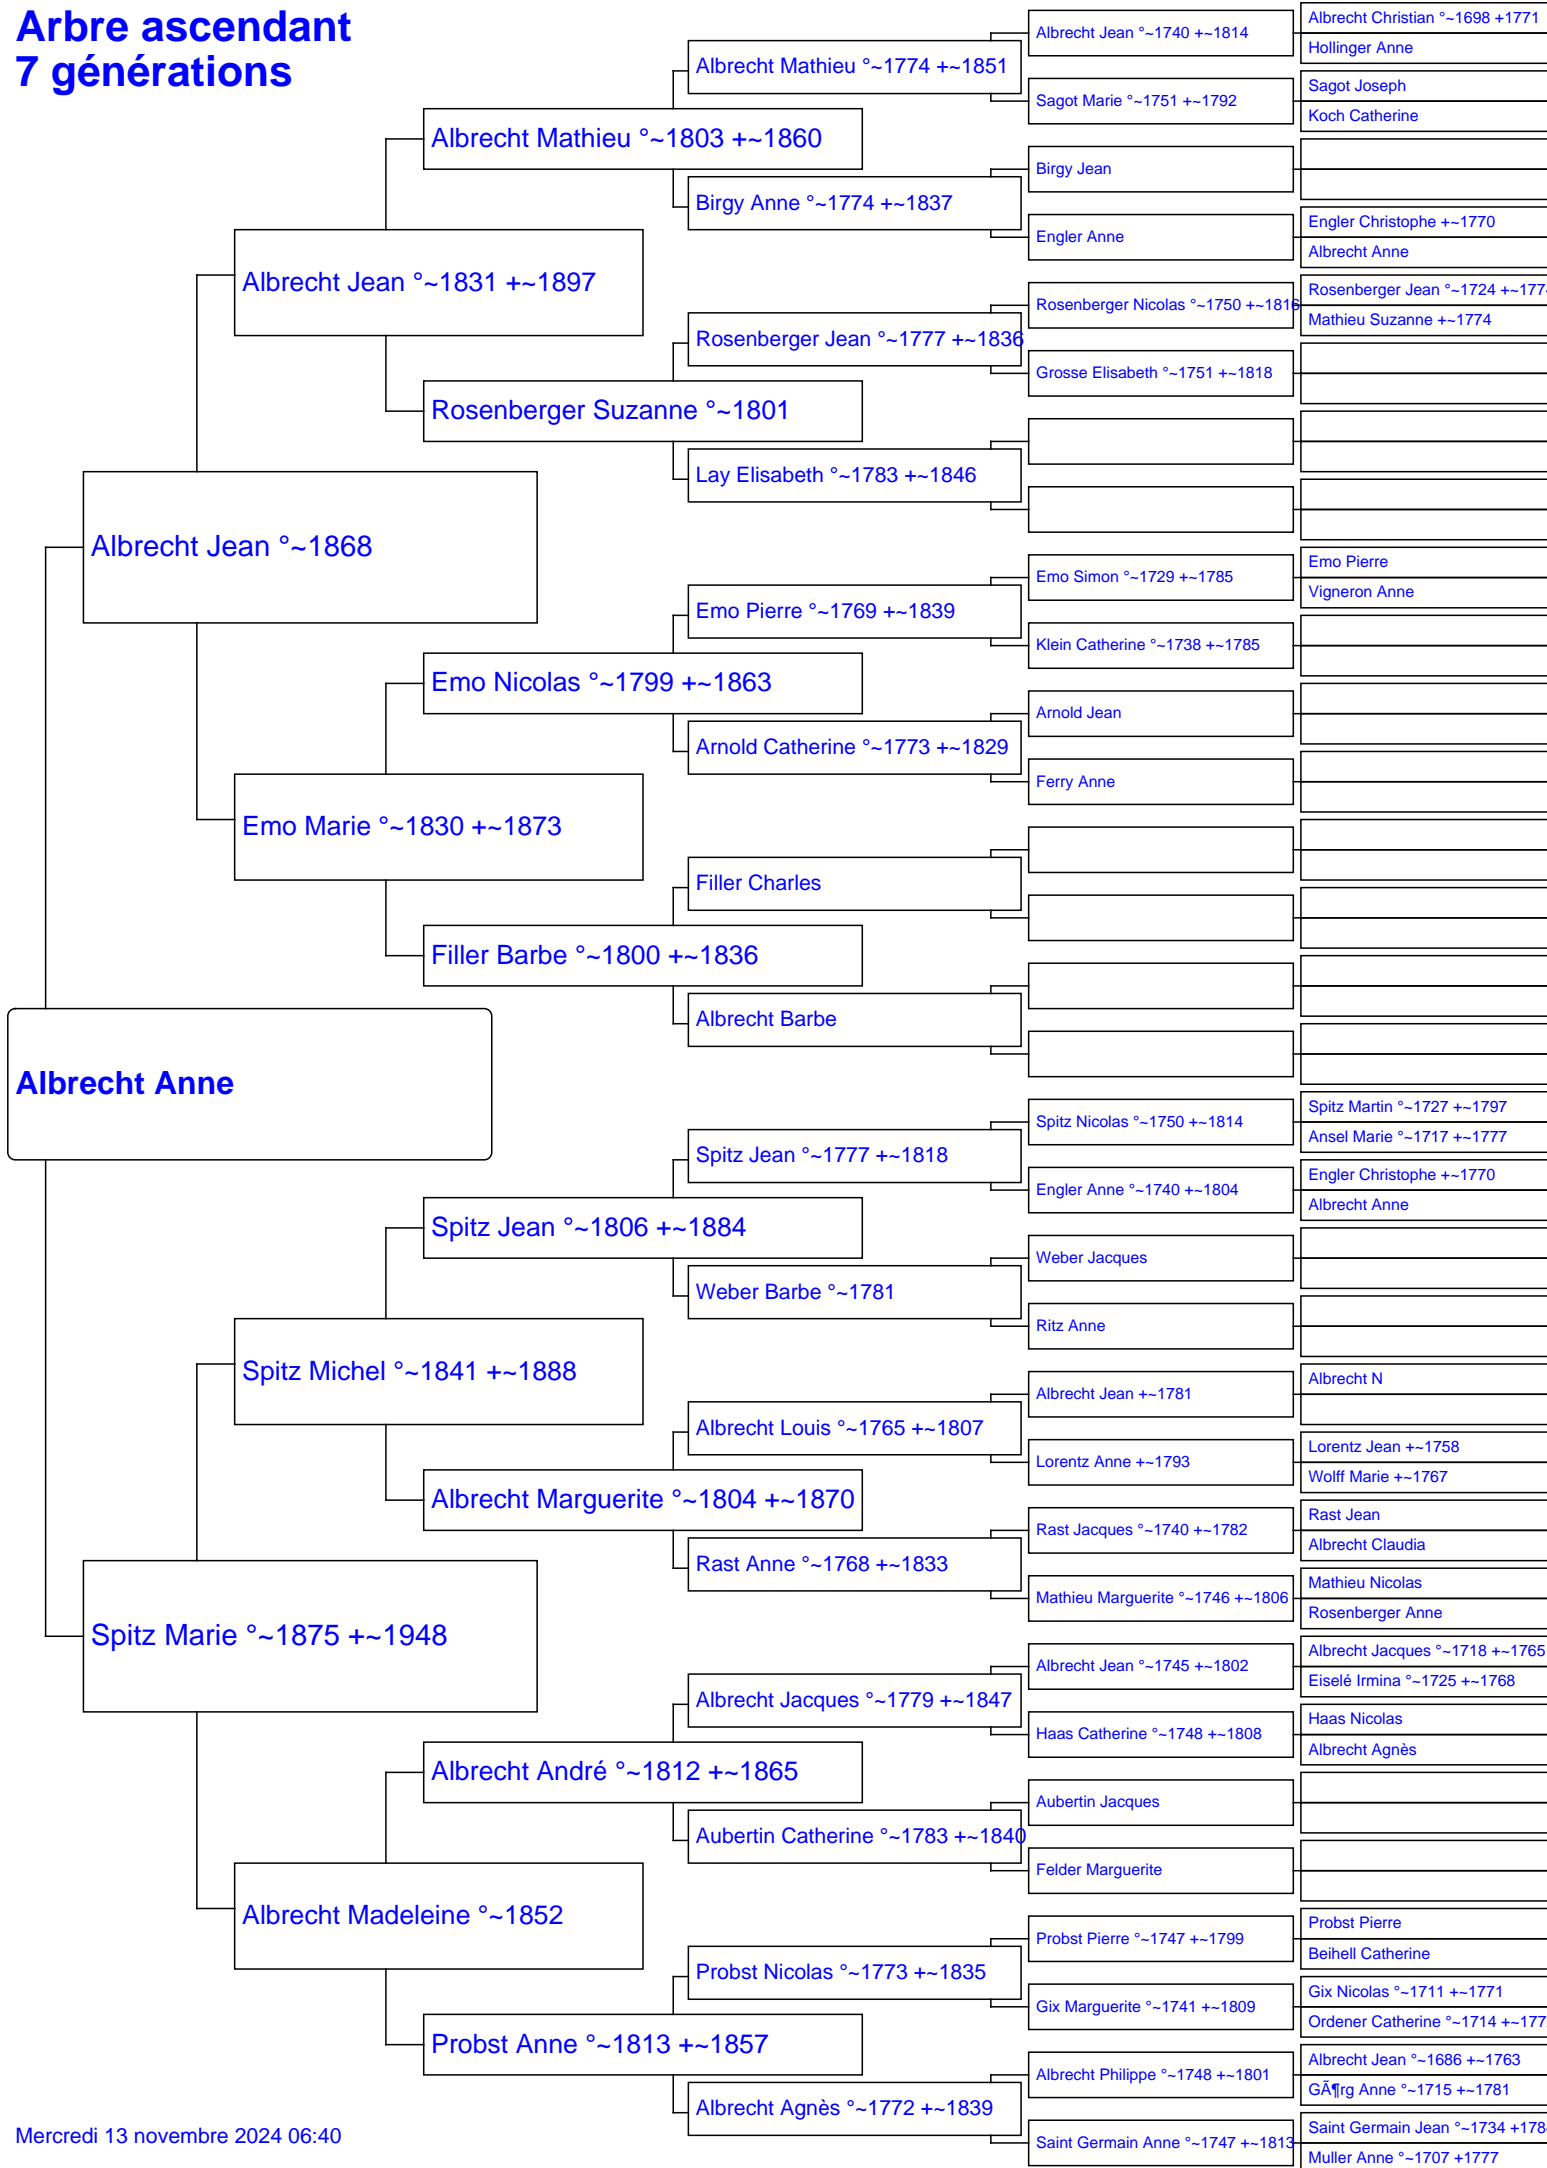 Arbre ascendant
7 générations
Albrecht Anne
Albrecht Jean °~1868
Spitz Marie °~1875 +~1948
Albrecht Jean °~1831 +~1897
Emo Marie °~1830 +~1873
Spitz Michel °~1841 +~1888
Albrecht Madeleine °~1852
Albrecht Mathieu °~1803 +~1860
Rosenberger Suzanne °~1801
Emo Nicolas °~1799 +~1863
Filler Barbe °~1800 +~1836
Spitz Jean °~1806 +~1884
Albrecht Marguerite °~1804 +~1870
Albrecht André °~1812 +~1865
Probst Anne °~1813 +~1857
Albrecht Mathieu °~1774 +~1851
Birgy Anne °~1774 +~1837
Rosenberger Jean °~1777 +~1836
Lay Elisabeth °~1783 +~1846
Emo Pierre °~1769 +~1839
Arnold Catherine °~1773 +~1829
Filler Charles
Albrecht Barbe
Spitz Jean °~1777 +~1818
Weber Barbe °~1781
Albrecht Louis °~1765 +~1807
Rast Anne °~1768 +~1833
Albrecht Jacques °~1779 +~1847
Aubertin Catherine °~1783 +~1840
Probst Nicolas °~1773 +~1835
Albrecht Agnès °~1772 +~1839
Albrecht Jean °~1740 +~1814
Sagot Marie °~1751 +~1792
Birgy Jean
Engler Anne
Rosenberger Nicolas °~1750 +~1816
Grosse Elisabeth °~1751 +~1818
Emo Simon °~1729 +~1785
Klein Catherine °~1738 +~1785
Arnold Jean
Ferry Anne
Spitz Nicolas °~1750 +~1814
Engler Anne °~1740 +~1804
Weber Jacques
Ritz Anne
Albrecht Jean +~1781
Lorentz Anne +~1793
Rast Jacques °~1740 +~1782
Mathieu Marguerite °~1746 +~1806
Albrecht Jean °~1745 +~1802
Haas Catherine °~1748 +~1808
Aubertin Jacques
Felder Marguerite
Probst Pierre °~1747 +~1799
Gix Marguerite °~1741 +~1809
Albrecht Philippe °~1748 +~1801
Saint Germain Anne °~1747 +~1813
Albrecht Christian °~1698 +1771
Hollinger Anne
Sagot Joseph
Koch Catherine
Engler Christophe +~1770
Albrecht Anne
Rosenberger Jean °~1724 +~177
Mathieu Suzanne +~1774
Emo Pierre
Vigneron Anne
Spitz Martin °~1727 +~1797
Ansel Marie °~1717 +~1777
Engler Christophe +~1770
Albrecht Anne
Albrecht N
Lorentz Jean +~1758
Wolff Marie +~1767
Rast Jean
Albrecht Claudia
Mathieu Nicolas
Rosenberger Anne
Albrecht Jacques °~1718 +~1765
Eiselé Irmina °~1725 +~1768
Haas Nicolas
Albrecht Agnès
Probst Pierre
Beihell Catherine
Gix Nicolas °~1711 +~1771
Ordener Catherine °~1714 +~177
Albrecht Jean °~1686 +~1763
GÃ¶rg Anne °~1715 +~1781
Saint Germain Jean °~1734 +178
Muller Anne °~1707 +1777
Mercredi 13 novembre 2024 06:40